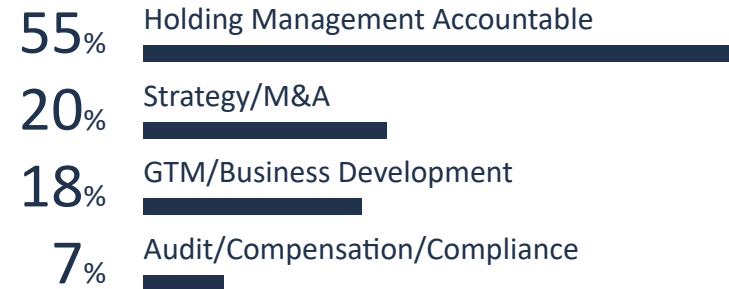 55% Holding Management Accountable
20% Strategy/M&A
18% GTM/Business Development
7% Audit/Compensation/Compliance